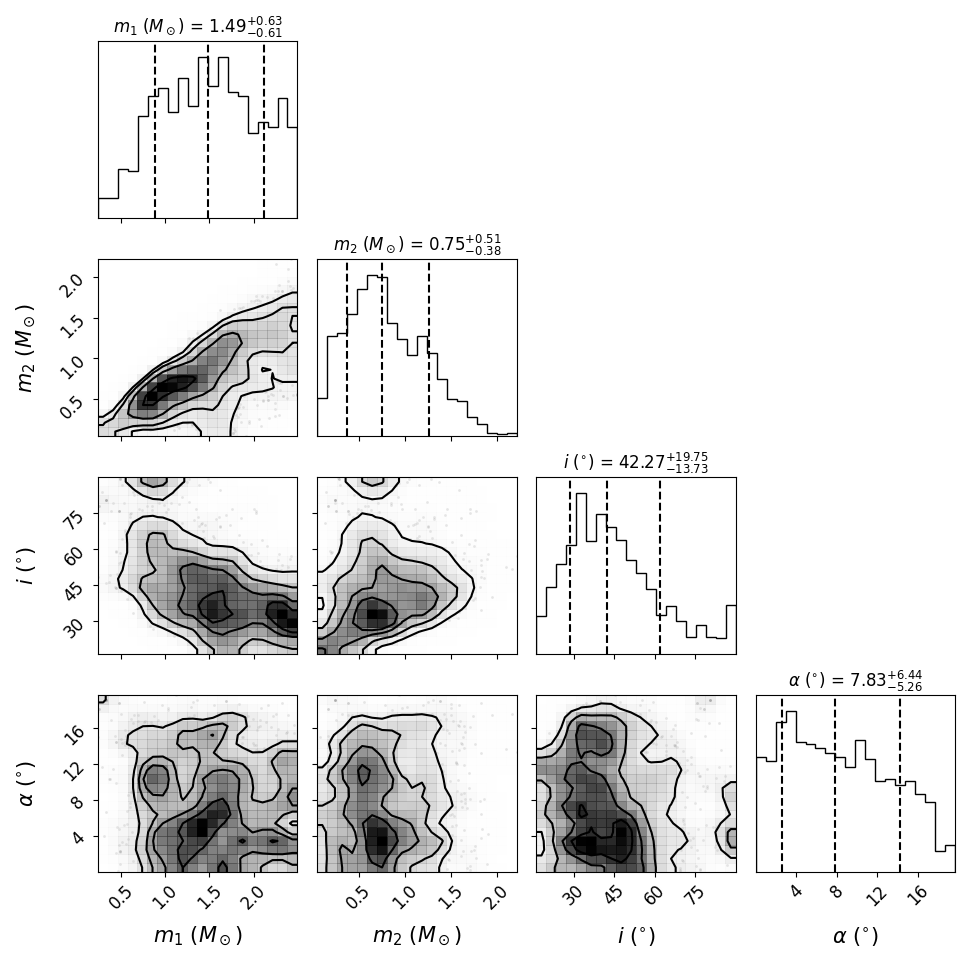 m₁ (M⊙) = 1.49+0.63−0.61
m₂ (M⊙) = 0.75+0.51−0.38
2.0
1.5
1.0
0.5
m₂ (M⊙)
i (°) = 42.27+19.75−13.73
75
60
45
30
i (°)
α (°) = 7.83+6.44−5.26
16
12
8
4
α (°)
0.5 1.0 1.5 2.0 0.5 1.0 1.5 2.0 30 45 60 75 4 8 12 16
m₁ (M⊙) m₂ (M⊙) i (°) α (°)